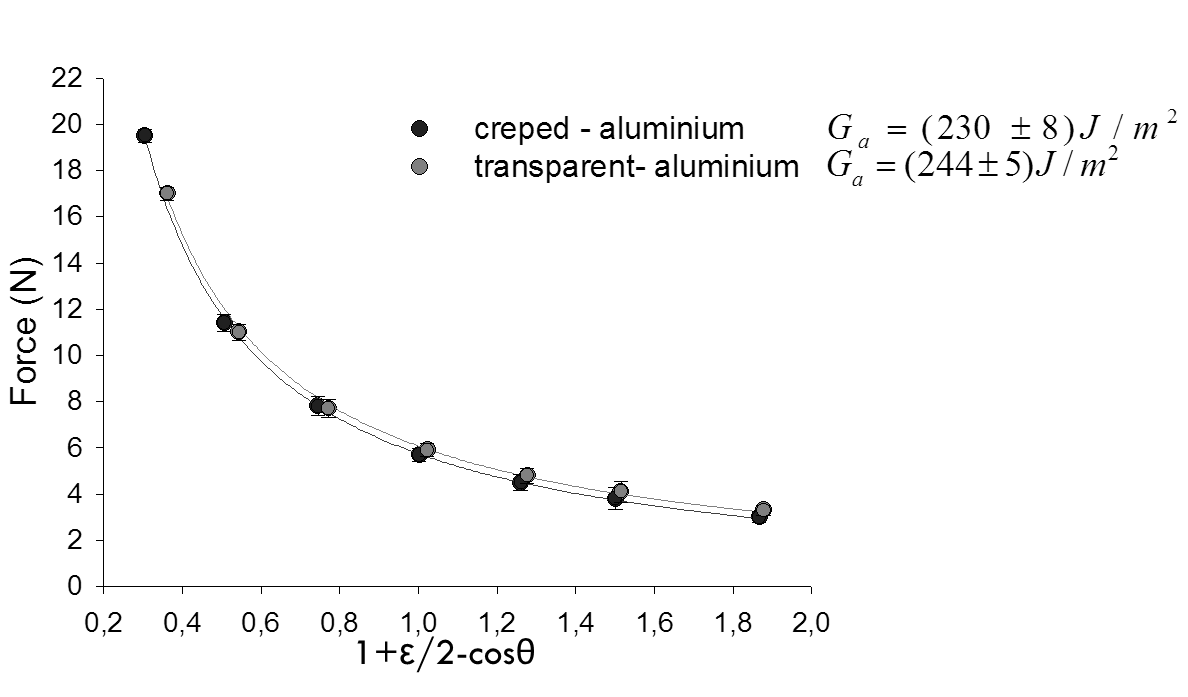 22
20
18
16
14
12
10
8
6
4
2
0
Force (N)
creped - aluminium G a = (230 ± 8) J / m ²
transparent- aluminium G a = (244 ± 5) J / m ²
0,2 0,4 0,6 0,8 1,0 1,2 1,4 1,6 1,8 2,0
1+ε/2-cosθ